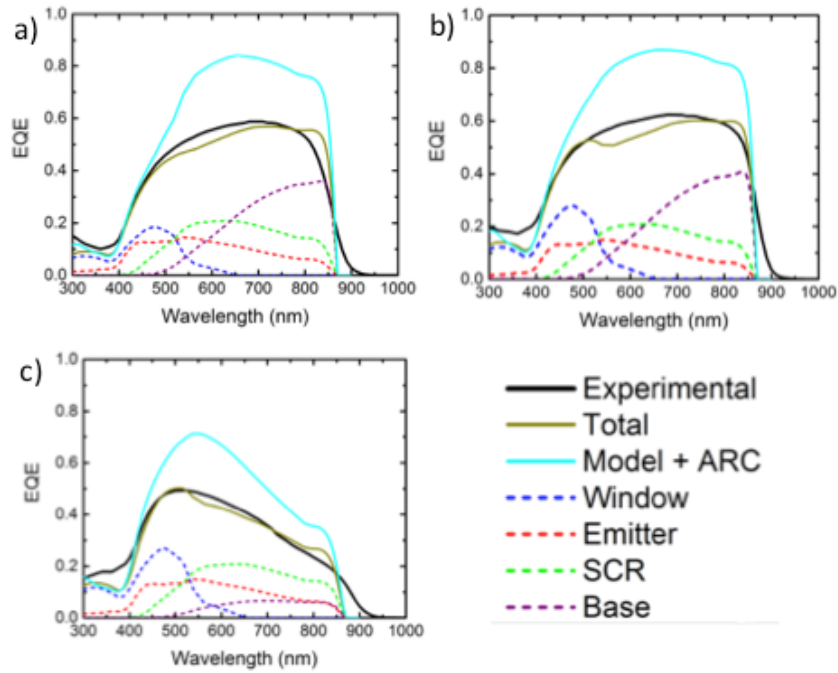 a)
1.0
0.8
0.6
0.4
0.2
0.0
EQE
300 400 500 600 700 800 900 1000
Wavelength (nm)
b)
1.0
0.8
0.6
0.4
0.2
0.0
EQE
300 400 500 600 700 800 900 1000
Wavelength (nm)
c)
1.0
0.8
0.6
0.4
0.2
0.0
EQE
300 400 500 600 700 800 900 1000
Wavelength (nm)
Experimental
Total
Model + ARC
Window
Emitter
SCR
Base